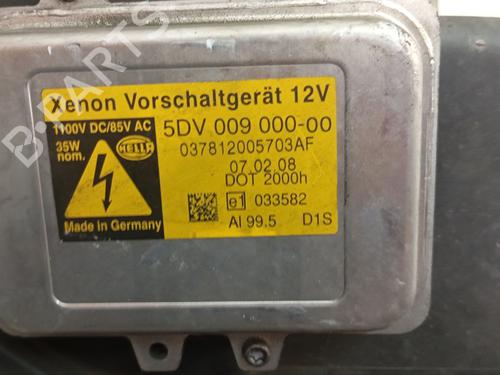 B-PARTS
Xenon Vorschaltgerät 12V
1100V DC/85V AC
35W
nom.
HELLA
Made in Germany
5DV 009 000-00
037812005703AF
07.02.08
DOT 2000h
e1 033582
Al 99.5 D1S